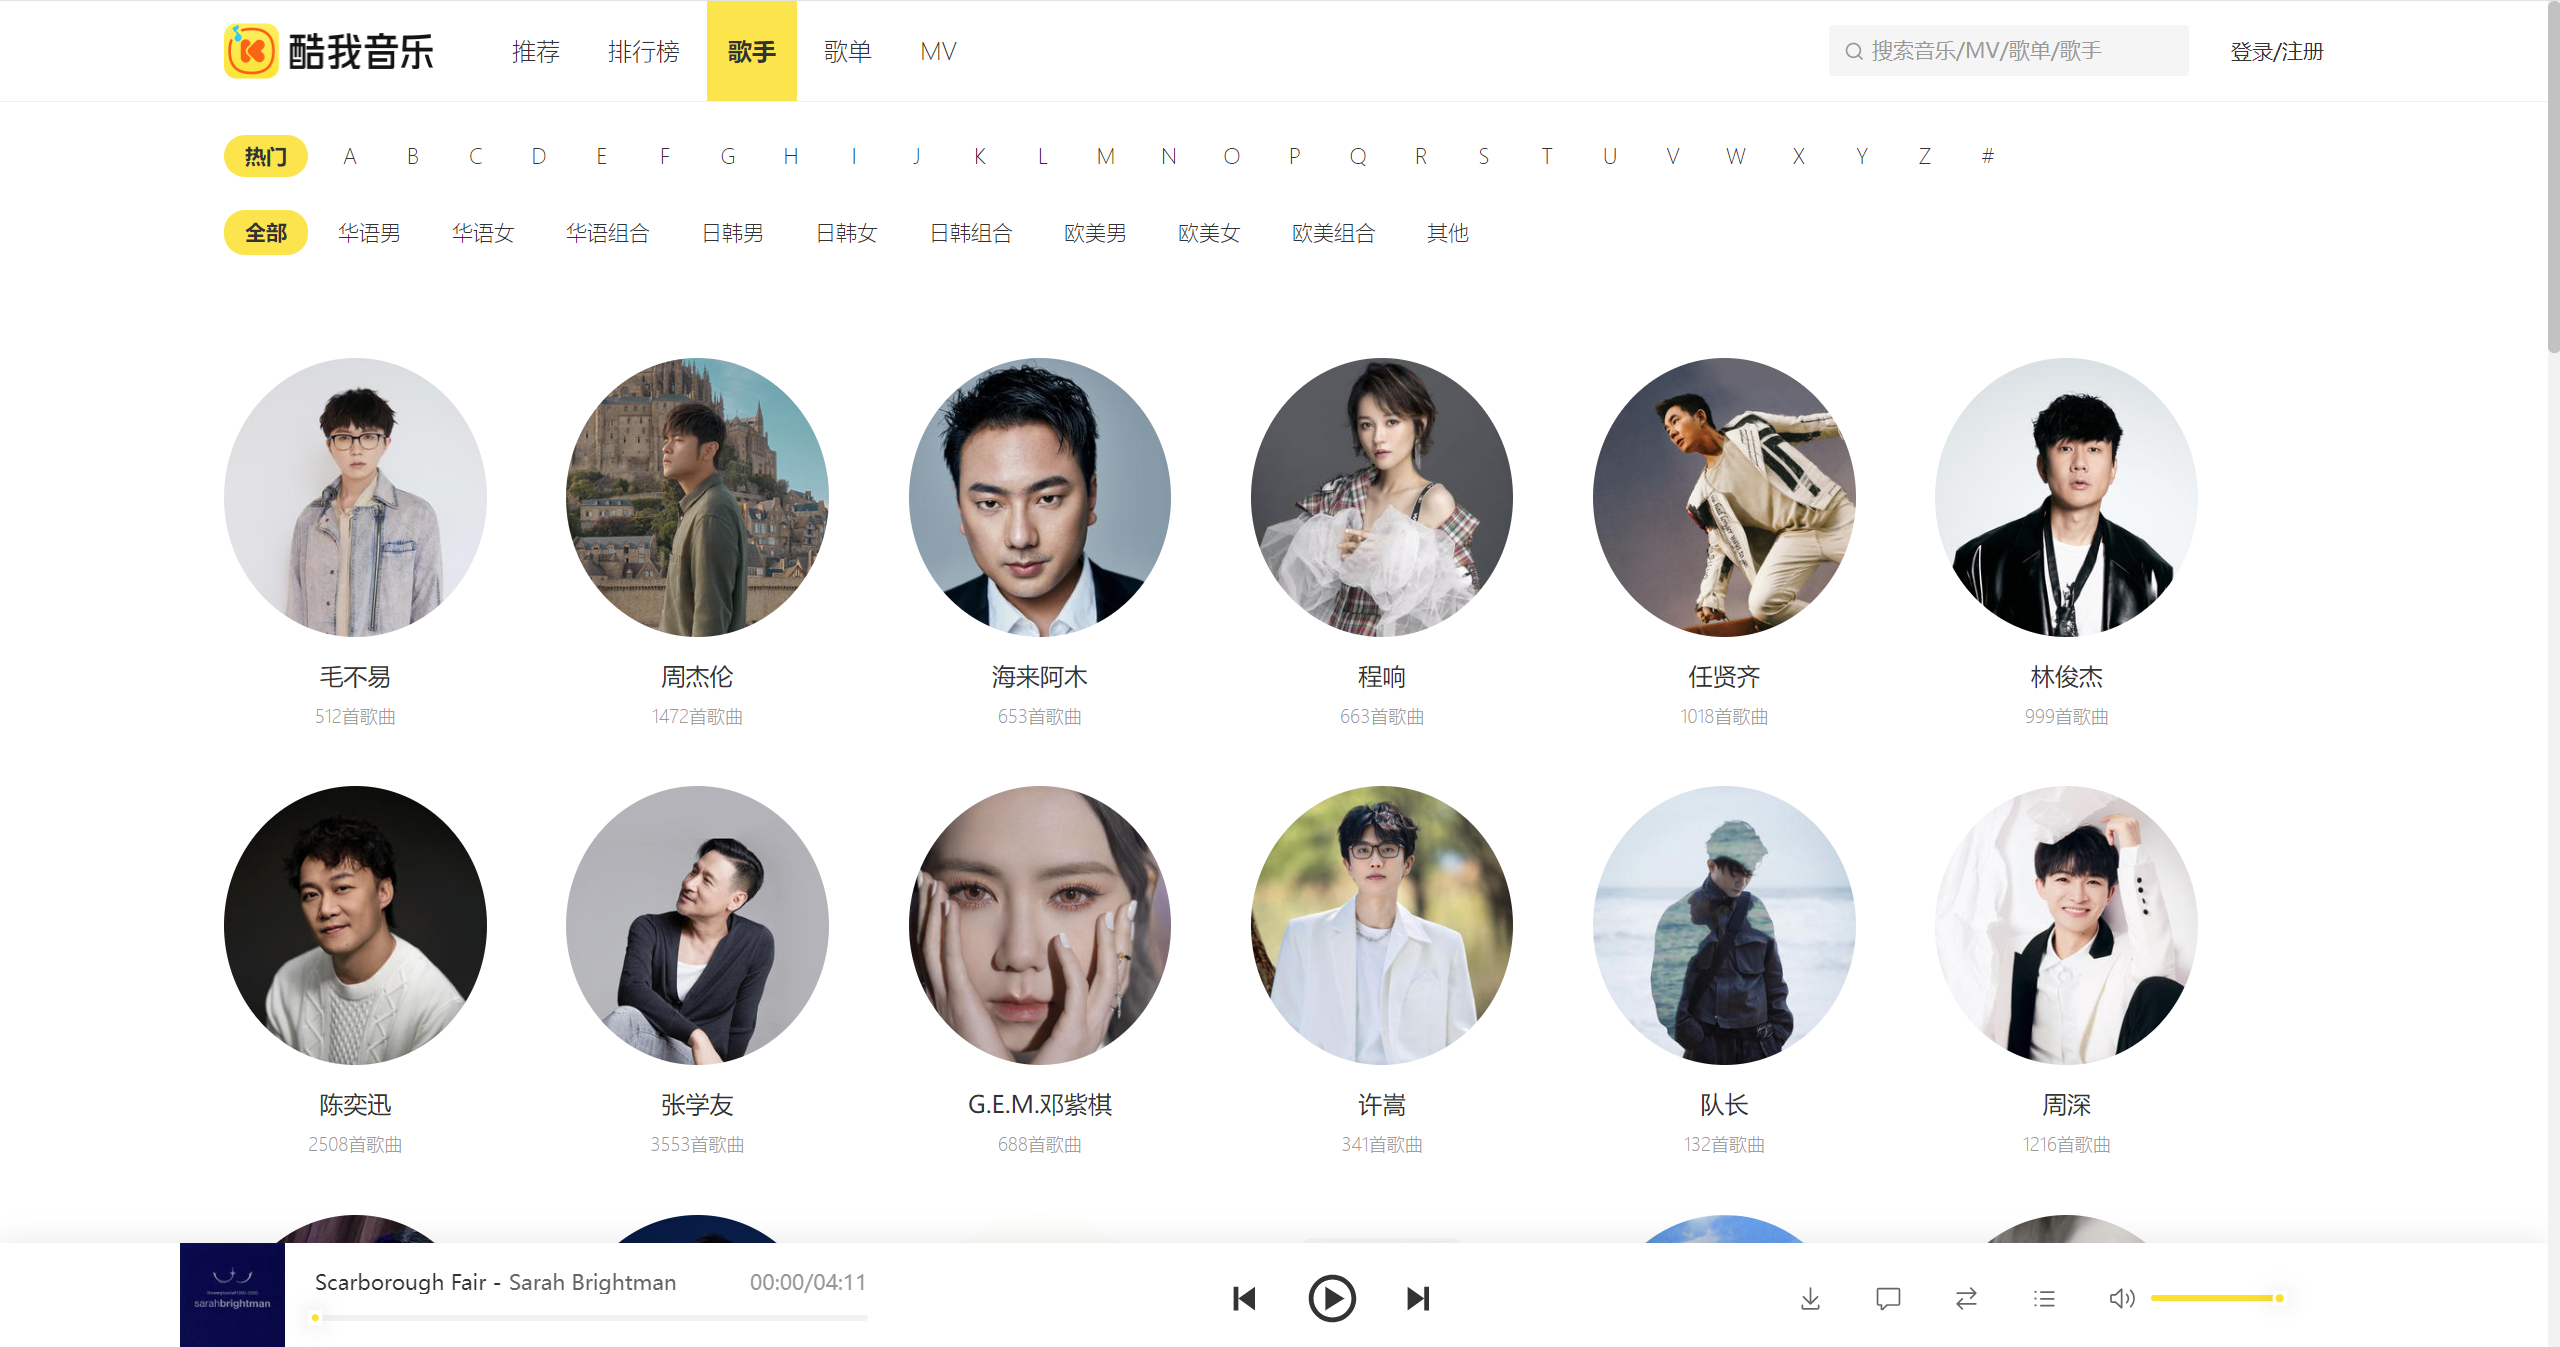 酷我音乐 推荐 排行榜 歌手 歌单 MV 搜索音乐/MV/歌单/歌手 登录/注册
热门 A B C D E F G H I J K L M N O P Q R S T U V W X Y Z #
全部 华语男 华语女 华语组合 日韩男 日韩女 日韩组合 欧美男 欧美女 欧美组合 其他
毛不易 周杰伦 海来阿木 程响 任贤齐 林俊杰
512首歌曲 1472首歌曲 653首歌曲 663首歌曲 1018首歌曲 999首歌曲
陈奕迅 张学友 G.E.M.邓紫棋 许嵩 队长 周深
2508首歌曲 3553首歌曲 688首歌曲 341首歌曲 132首歌曲 1216首歌曲
Scarborough Fair - Sarah Brightman 00:00/04:11
sarahbrightman